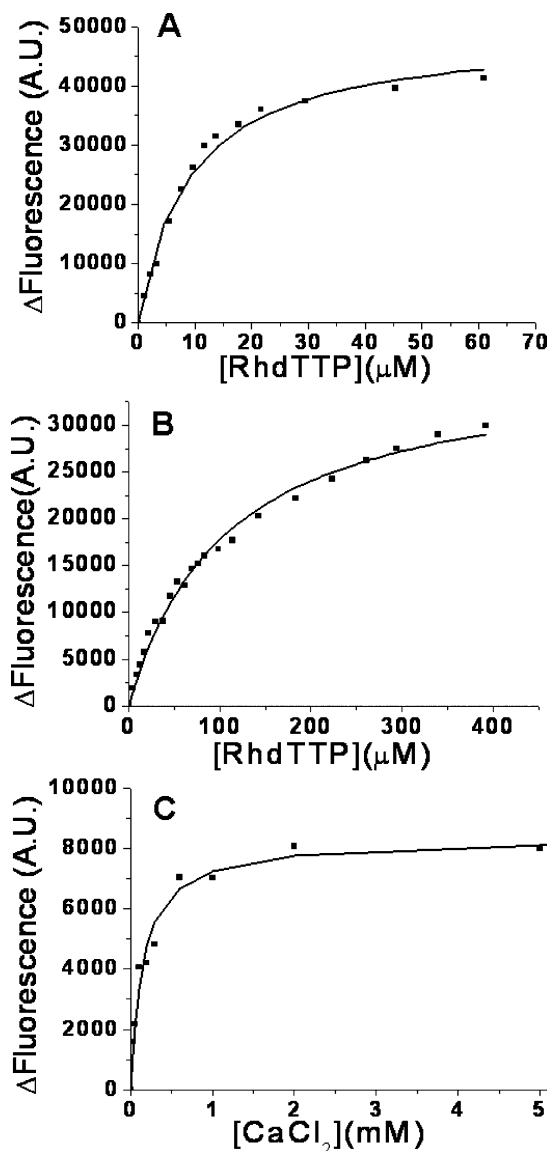 A
ΔFluorescence (A.U.)
50000
40000
30000
20000
10000
0
0 10 20 30 40 50 60 70
[RhdTTP](μM)
B
ΔFluorescence(A.U.)
30000
25000
20000
15000
10000
5000
0
0 100 200 300 400
[RhdTTP](μM)
C
ΔFluorescence (A.U.)
10000
8000
6000
4000
2000
0
0 1 2 3 4 5
[CaCl₂](mM)